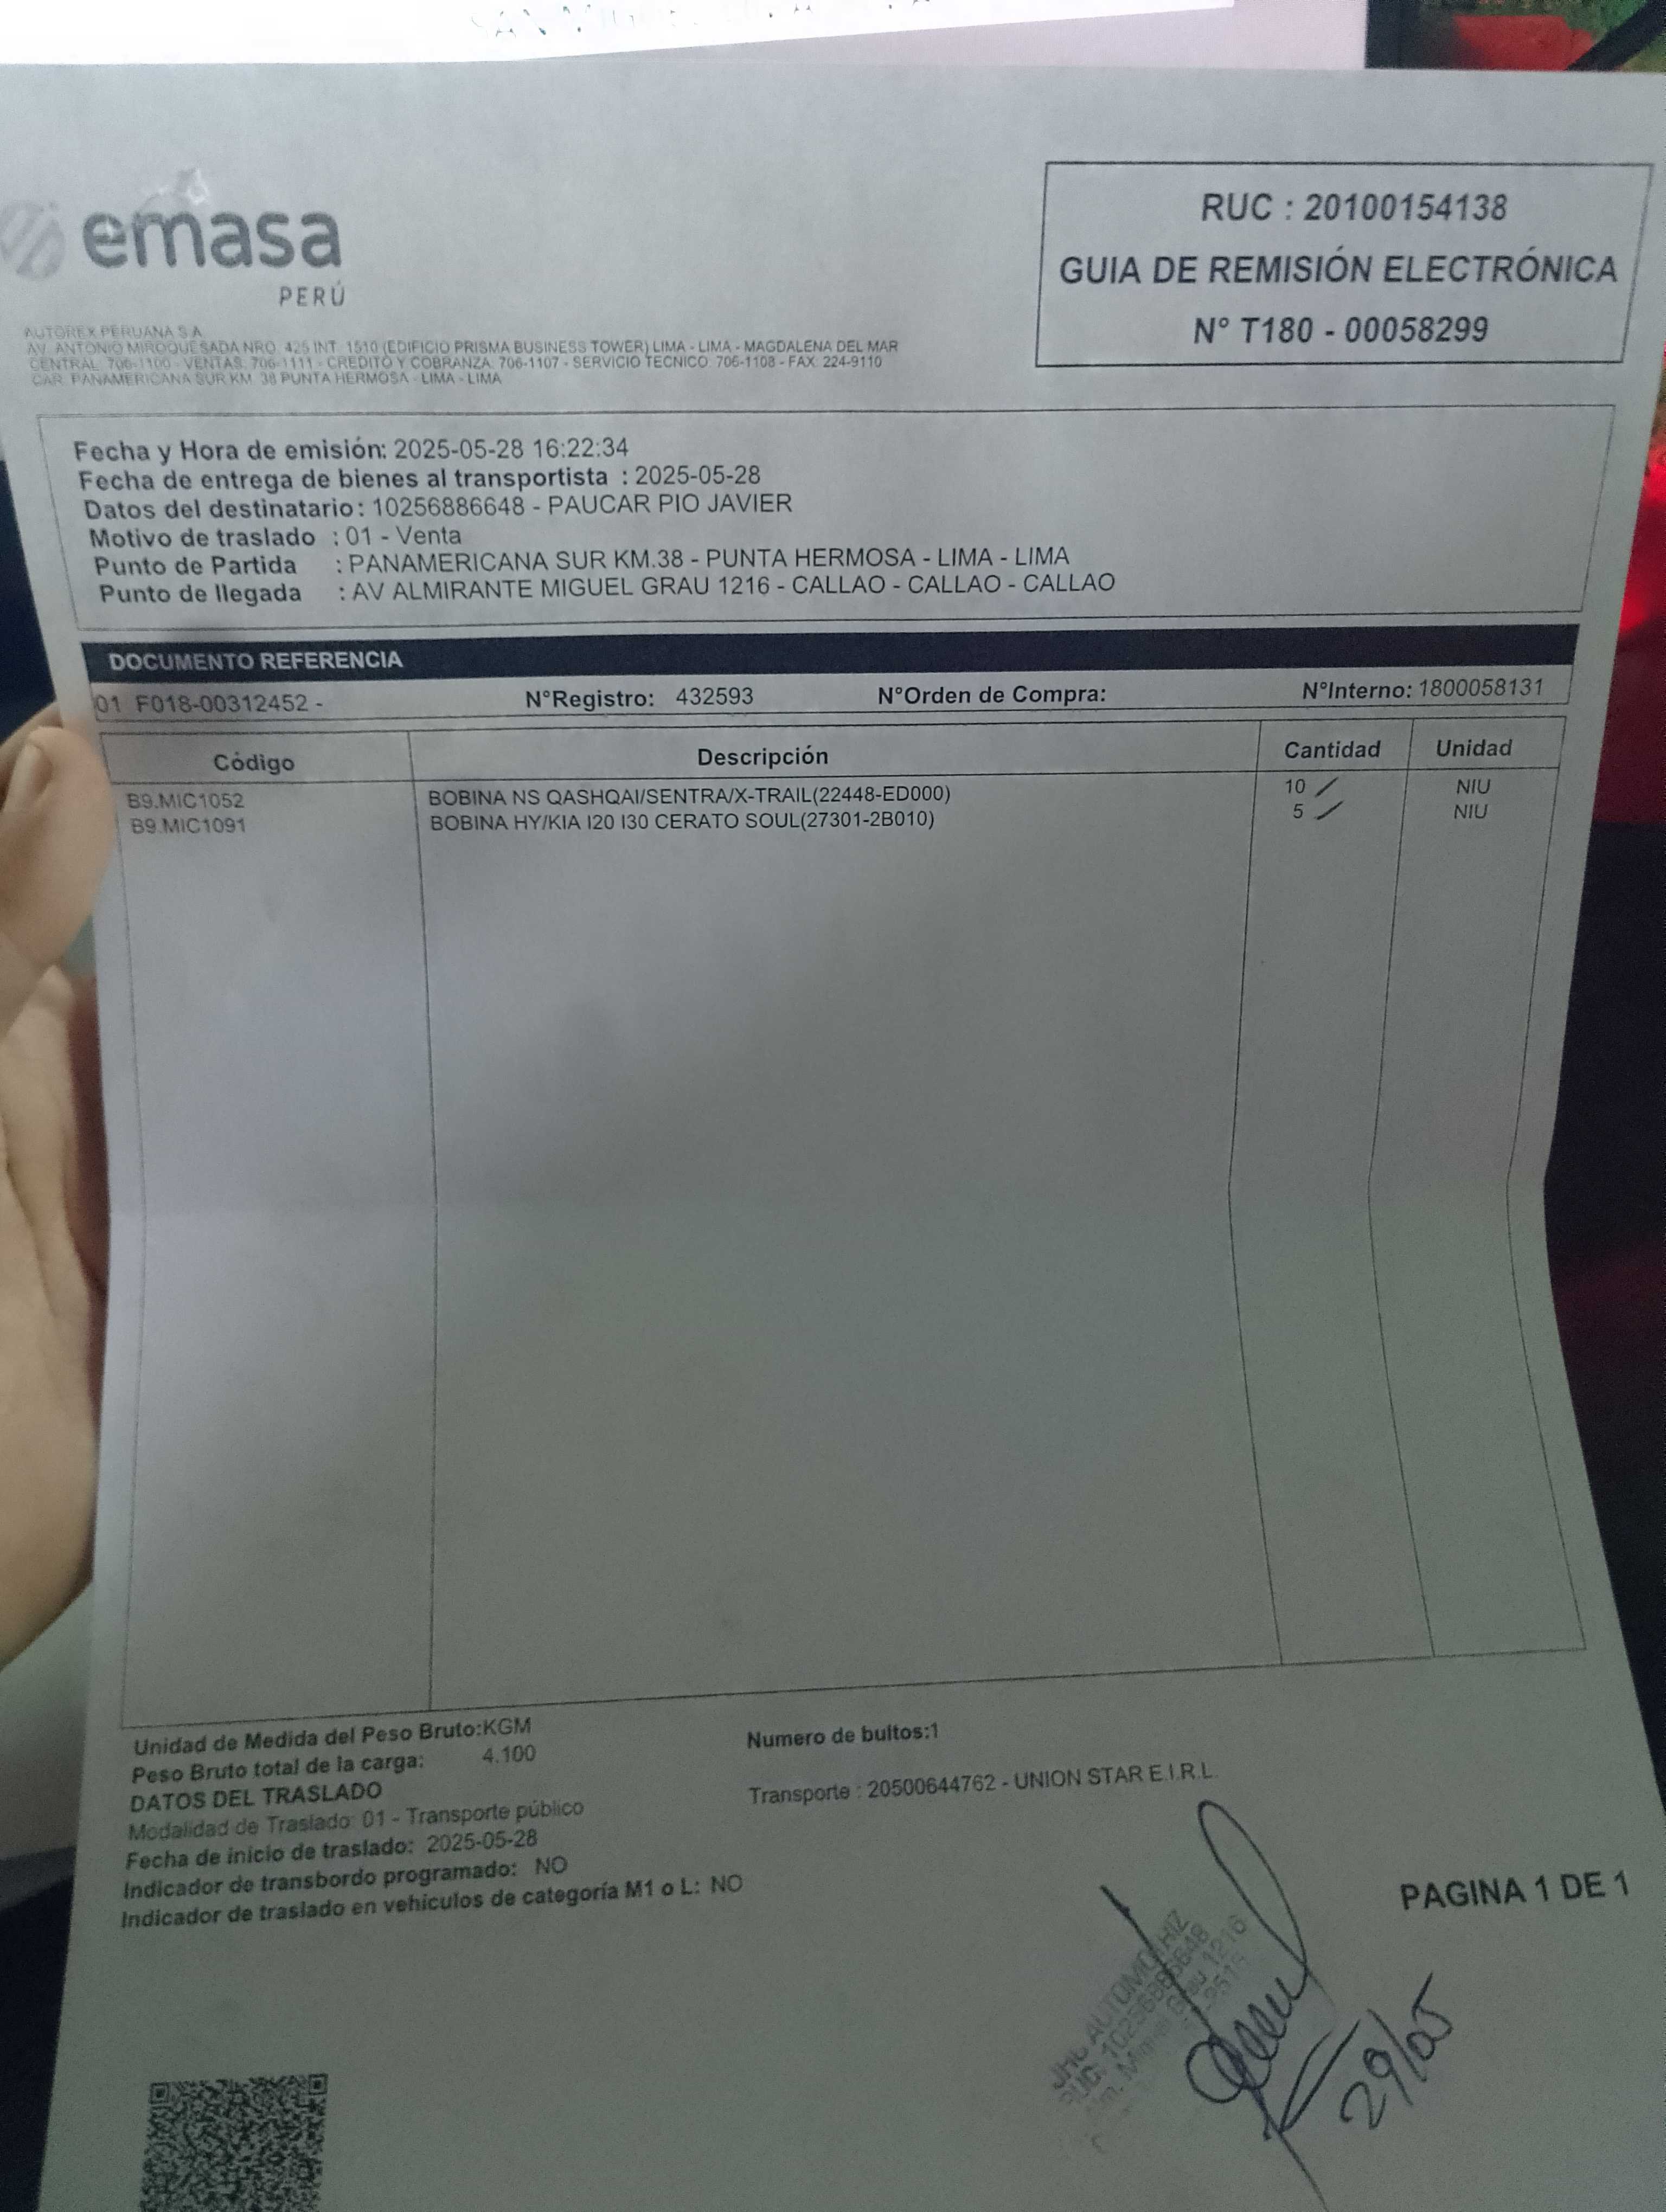 emasa
PERÚ
RUC : 20100154138
GUIA DE REMISIÓN ELECTRÓNICA
N° T180 - 00058299
AUTOREX PERUANA S.A.
AV. ANTONIO MIROQUESADA NRO. 425 INT. 1510 (EDIFICIO PRISMA BUSINESS TOWER) LIMA - LIMA - MAGDALENA DEL MAR
CENTRAL: 706-1100 - VENTAS: 706-1111 - CREDITO Y COBRANZA: 706-1107 - SERVICIO TECNICO: 706-1108 - FAX: 224-9110
CAR. PANAMERICANA SUR KM. 38 PUNTA HERMOSA - LIMA - LIMA
Fecha y Hora de emisión: 2025-05-28 16:22:34
Fecha de entrega de bienes al transportista : 2025-05-28
Datos del destinatario : 10256886648 - PAUCAR PIO JAVIER
Motivo de traslado : 01 - Venta
Punto de Partida : PANAMERICANA SUR KM.38 - PUNTA HERMOSA - LIMA - LIMA
Punto de llegada : AV ALMIRANTE MIGUEL GRAU 1216 - CALLAO - CALLAO - CALLAO
DOCUMENTO REFERENCIA
01 F018-00312452 - N°Registro: 432593 N°Orden de Compra: N°Interno: 1800058131
Código Descripción Cantidad Unidad
B9.MIC1052 BOBINA NS QASHQAI/SENTRA/X-TRAIL(22448-ED000) 10 NIU
B9.MIC1091 BOBINA HY/KIA I20 I30 CERATO SOUL(27301-2B010) 5 NIU
Unidad de Medida del Peso Bruto:KGM Numero de bultos:1
Peso Bruto total de la carga: 4.100
DATOS DEL TRASLADO Transporte : 20500644762 - UNION STAR E.I.R.L.
Modalidad de Traslado: 01 - Transporte público
Fecha de inicio de traslado: 2025-05-28
Indicador de transbordo programado: NO
Indicador de traslado en vehículos de categoría M1 o L: NO
PAGINA 1 DE 1
AUTOMOTRIZ
RUC: 10256886648
Miguel Grau 1216
29/05